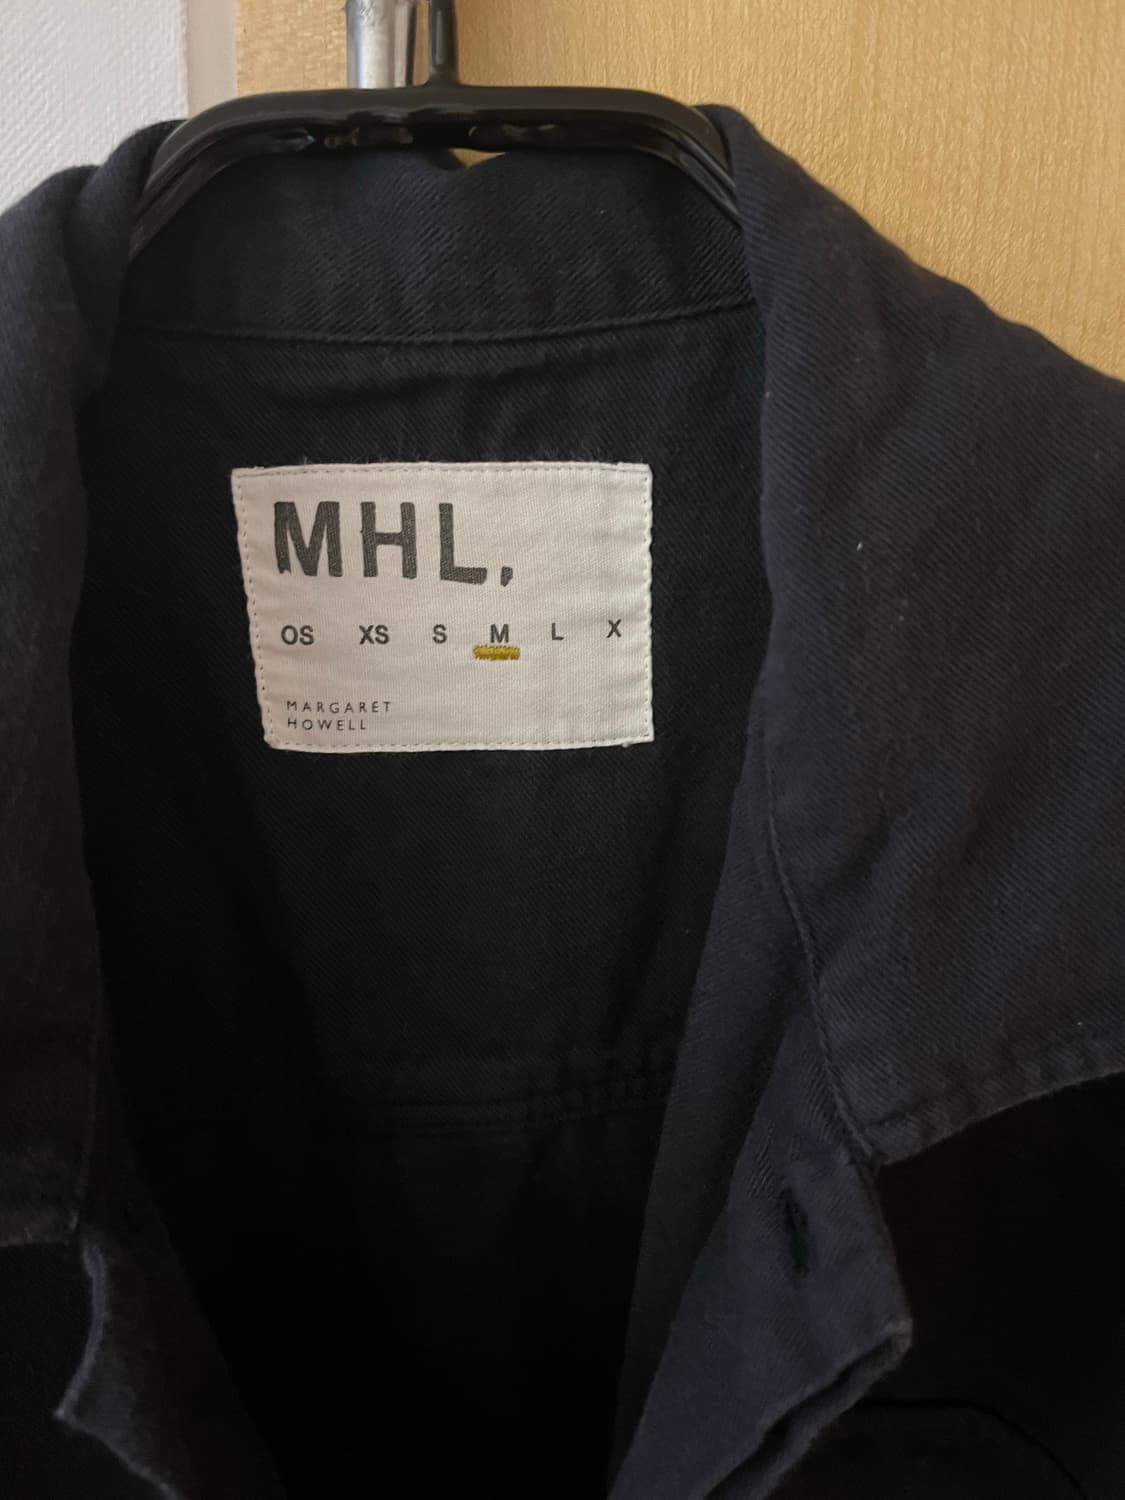 MHL.
OS XS S M L X
MARGARET
HOWELL